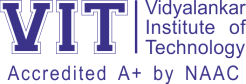 VIT
Vidyalankar
Institute of
Technology
Accredited A+ by NAAC